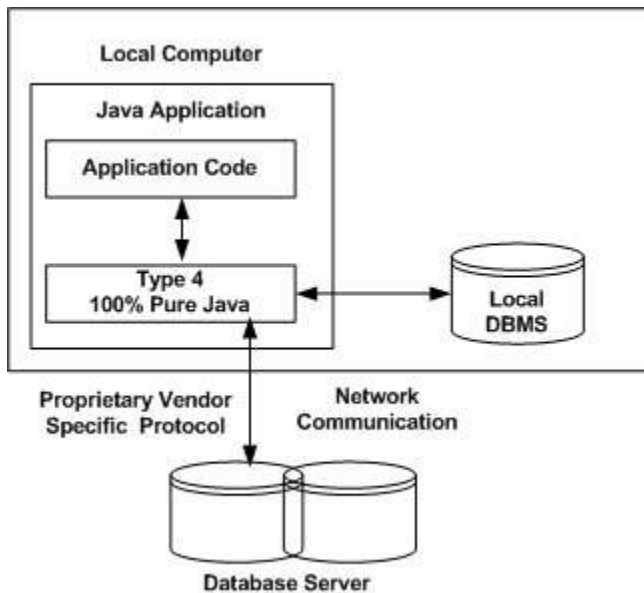 Local Computer
Java Application
Application Code
Type 4
100% Pure Java
Local
DBMS
Proprietary Vendor
Specific Protocol
Network
Communication
Database Server